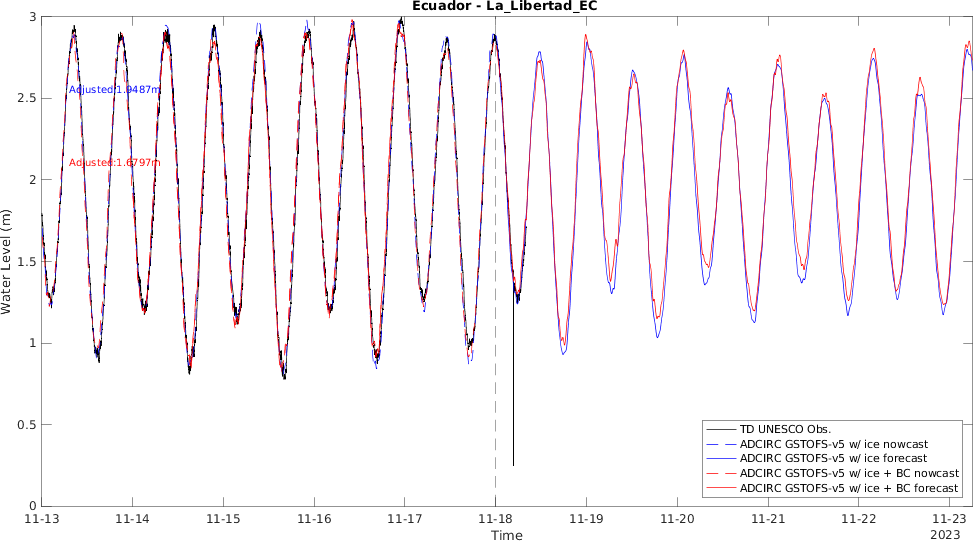 Ecuador - La_Libertad_EC
3
2.5
2
1.5
1
0.5
0
Water Level (m)
Adjusted:1.9487m
Adjusted:1.6797m
TD UNESCO Obs.
ADCIRC GSTOFS-v5 w/ ice nowcast
ADCIRC GSTOFS-v5 w/ ice forecast
ADCIRC GSTOFS-v5 w/ ice + BC nowcast
ADCIRC GSTOFS-v5 w/ ice + BC forecast
11-13 11-14 11-15 11-16 11-17 11-18 11-19 11-20 11-21 11-22 11-23
2023
Time